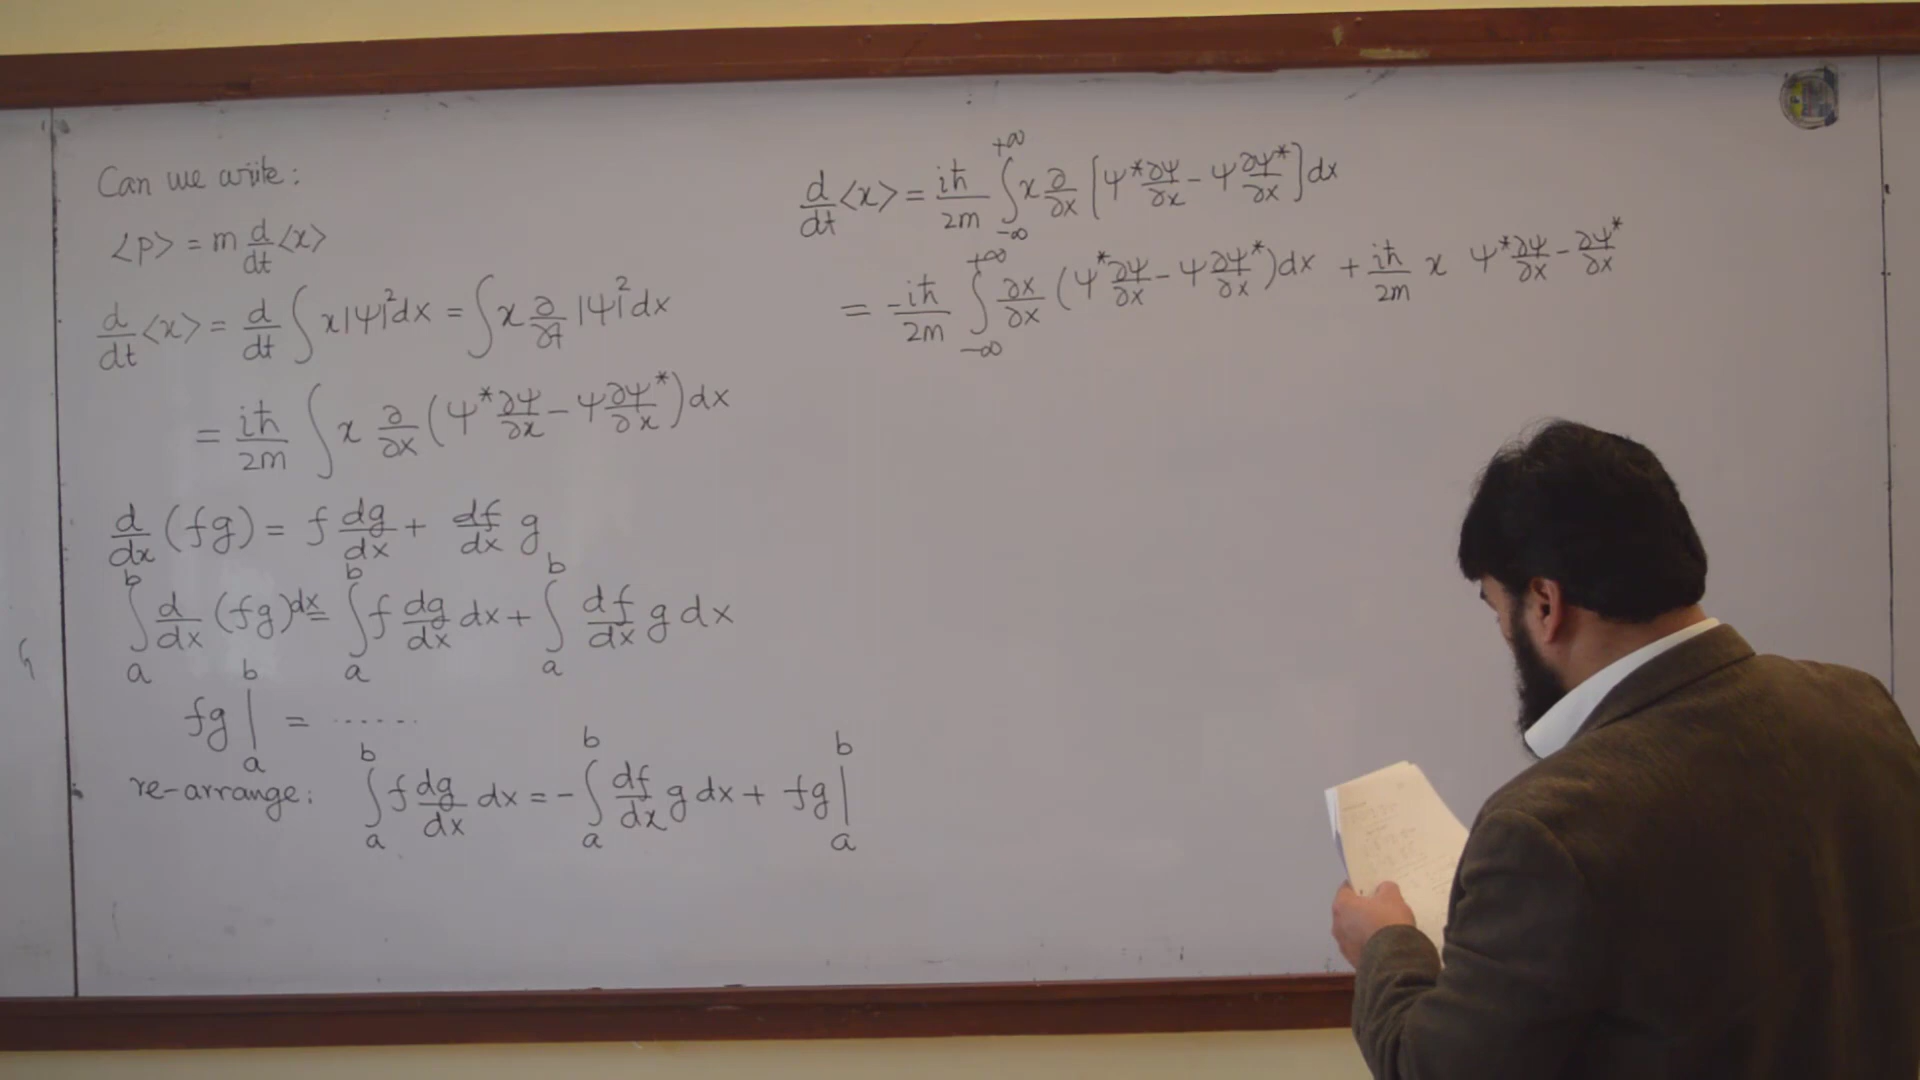 Can we write:
⟨p⟩ = m d/dt ⟨x⟩
d/dt ⟨x⟩ = d/dt ∫ x|ψ|² dx = ∫ x ∂/∂t |ψ|² dx
= iħ/2m ∫ x ∂/∂x (ψ* ∂ψ/∂x − ψ ∂ψ*/∂x) dx
d/dx (fg) = f dg/dx + df/dx g
∫_a^b d/dx (fg) dx = ∫_a^b f dg/dx dx + ∫_a^b df/dx g dx
fg |_a^b = .......
re-arrange: ∫_a^b f dg/dx dx = − ∫_a^b df/dx g dx + fg |_a^b
d/dt ⟨x⟩ = iħ/2m ∫_{-∞}^{+∞} x ∂/∂x [ψ* ∂ψ/∂x − ψ ∂ψ*/∂x] dx
= −iħ/2m ∫_{-∞}^{+∞} ∂x/∂x (ψ* ∂ψ/∂x − ψ ∂ψ*/∂x) dx + iħ/2m x ψ* ∂ψ/∂x − ∂ψ*/∂x